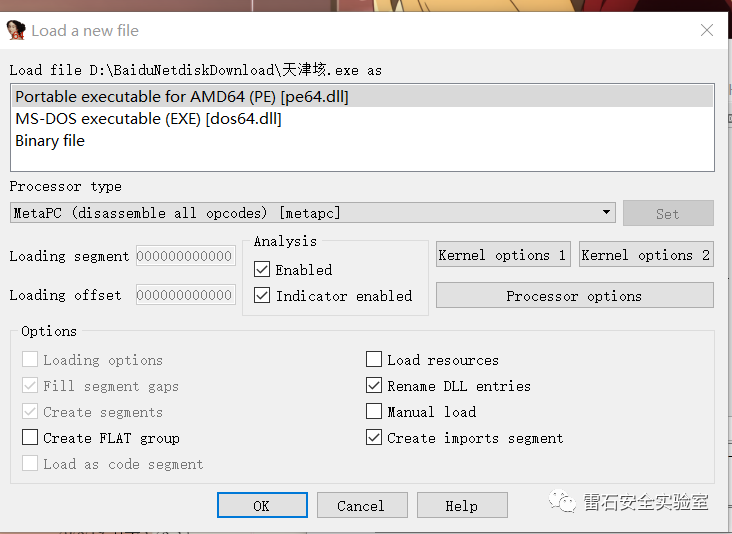 Load a new file
Load file D:\BaiduNetdiskDownload\天津垓.exe as
Portable executable for AMD64 (PE) [pe64.dll]
MS-DOS executable (EXE) [dos64.dll]
Binary file
Processor type
MetaPC (disassemble all opcodes) [metapc]
Set
Loading segment 000000000000
Loading offset 000000000000
Analysis
Enabled
Indicator enabled
Kernel options 1 Kernel options 2
Processor options
Options
Loading options
Fill segment gaps
Create segments
Create FLAT group
Load as code segment
Load resources
Rename DLL entries
Manual load
Create imports segment
OK Cancel Help
雷石安全实验室